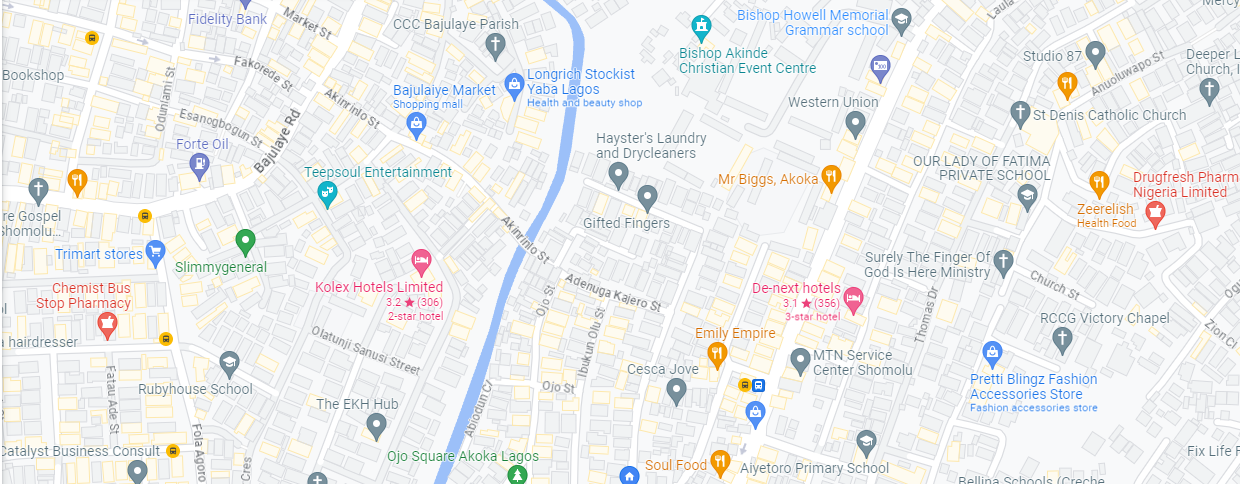 Fidelity Bank
Market St
CCC Bajulaye Parish
Bishop Howell Memorial
Grammar school
Laula
Mercy
Bookshop
Fakorede St
Akinrinlo St
Bajulaiye Market
Shopping mall
Longrich Stockist
Yaba Lagos
Health and beauty shop
Bishop Akinde
Christian Event Centre
Studio 87
Anuoluwapo St
Deeper L
Church, I
Odunlami St
Esanogbogun St
Forte Oil
Bajulaye Rd
Western Union
St Denis Catholic Church
Hayster's Laundry
and Drycleaners
Teepsoul Entertainment
Mr Biggs, Akoka
OUR LADY OF FATIMA
PRIVATE SCHOOL
Drugfresh Pharm
Nigeria Limited
Zeerelish
Health Food
re Gospel
Shomolu...
Gifted Fingers
Akinrinlo St
Trimart stores
Slimmygeneral
Surely The Finger Of
God Is Here Ministry
Church St
Kolex Hotels Limited
3.2 ★ (306)
2-star hotel
Adenuga Kajero St
De-next hotels
3.1 ★ (356)
3-star hotel
Chemist Bus
Stop Pharmacy
Ojo St
Ibukun Olu St
Thomas Dr
RCCG Victory Chapel
Zion Cl
a hairdresser
Olatunji Sanusi Street
Emily Empire
MTN Service
Center Shomolu
Cesca Jove
Pretti Blingz Fashion
Accessories Store
Fashion accessories store
Rubyhouse School
Fatau Ade St
Ojo St
The EKH Hub
Abiodun Cr
Fola Agoro
Cres
Catalyst Business Consult
Ojo Square Akoka Lagos
Soul Food
Aiyetoro Primary School
Fix Life F
Bellina Schools (Creche